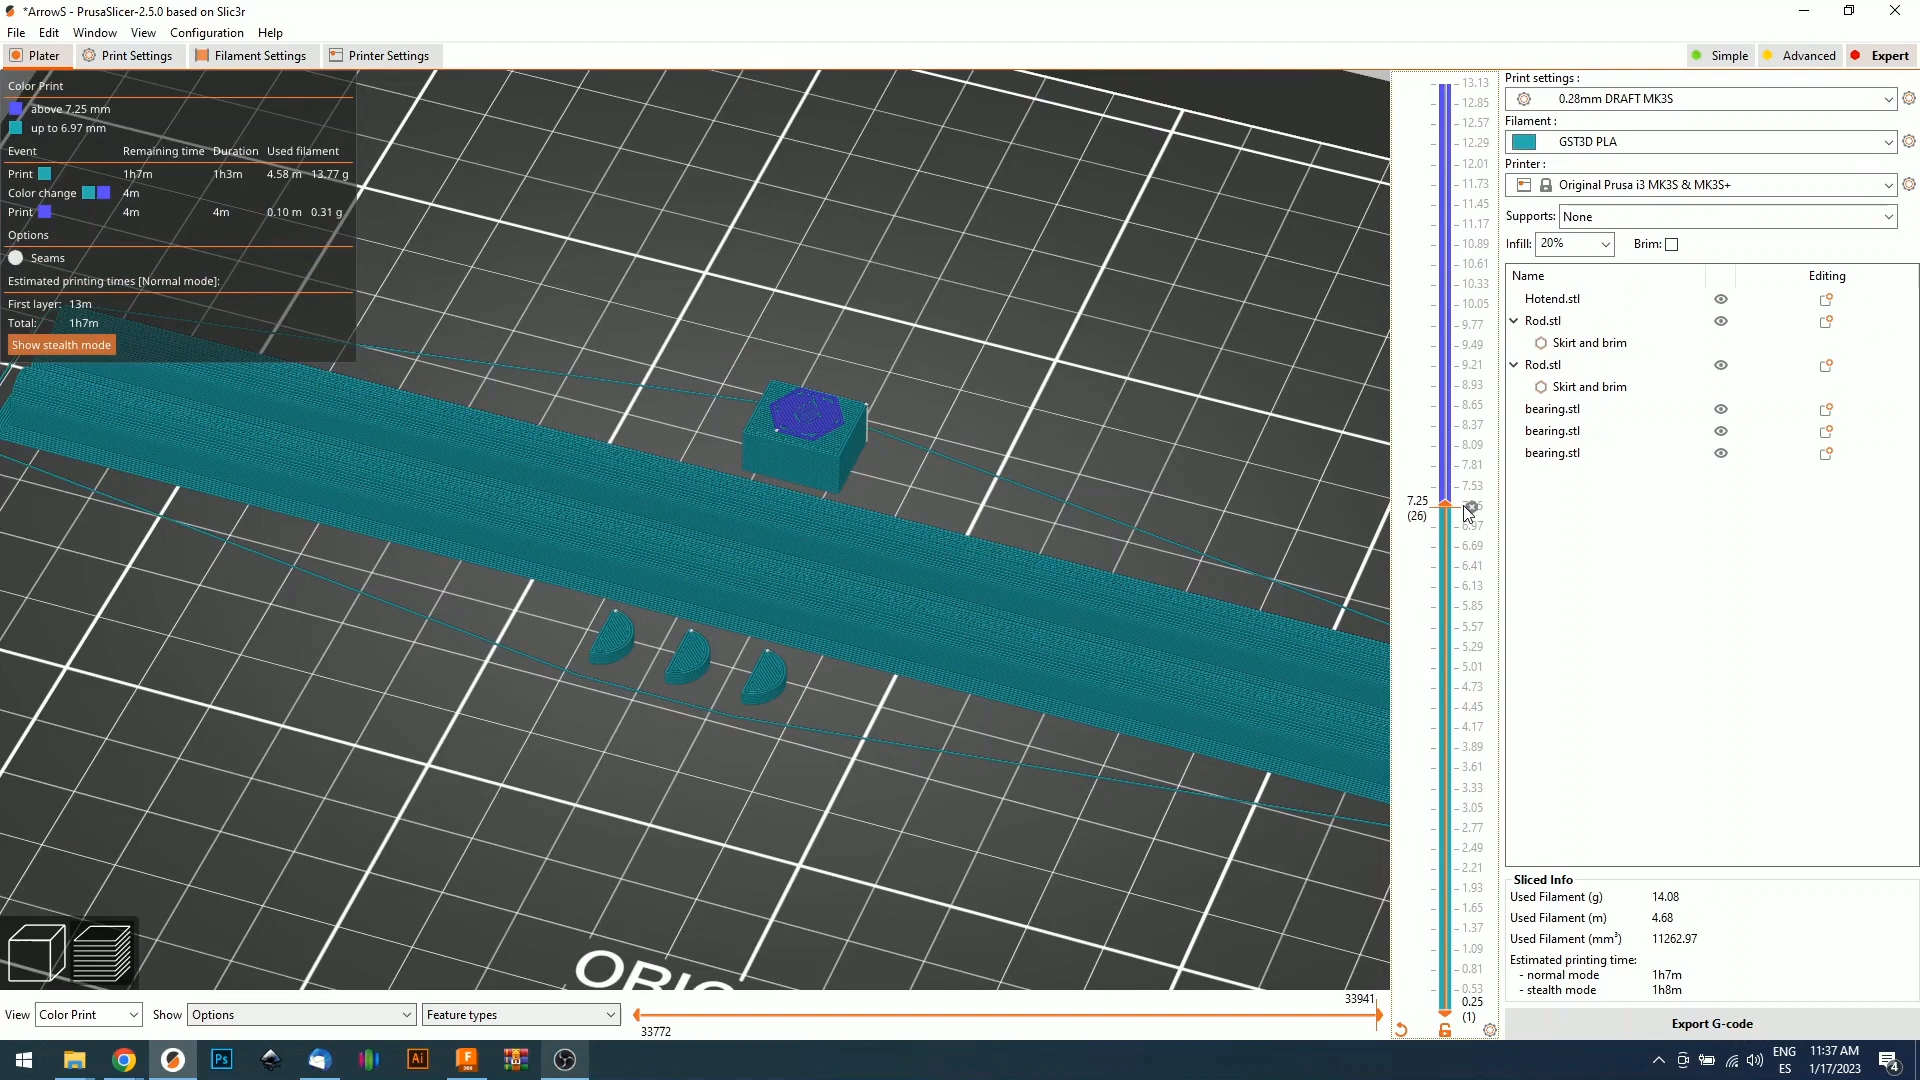 *ArrowS - PrusaSlicer-2.5.0 based on Slic3r
File Edit Window View Configuration Help
Plater Print Settings Filament Settings Printer Settings
Simple Advanced Expert
Color Print
above 7.25 mm
up to 6.97 mm
Event Remaining time Duration Used filament
Print 1h7m 1h3m 4.58 m 13.77 g
Color change 4m
Print 4m 4m 0.10 m 0.31 g
Options
Seams
Estimated printing times [Normal mode]:
First layer: 13m
Total: 1h7m
Show stealth mode
ORIG
13.13
12.85
12.57
12.29
12.01
11.73
11.45
11.17
10.89
10.61
10.33
10.05
9.77
9.49
9.21
8.93
8.65
8.37
8.09
7.81
7.53
7.25
(26)
6.97
6.69
6.41
6.13
5.85
5.57
5.29
5.01
4.73
4.45
4.17
3.89
3.61
3.33
3.05
2.77
2.49
2.21
1.93
1.65
1.37
1.09
0.81
0.53
0.25
(1)
Print settings :
0.28mm DRAFT MK3S
Filament :
GST3D PLA
Printer :
Original Prusa i3 MK3S & MK3S+
Supports: None
Infill: 20% Brim:
Name Editing
Hotend.stl
Rod.stl
Skirt and brim
Rod.stl
Skirt and brim
bearing.stl
bearing.stl
bearing.stl
Sliced Info
Used Filament (g) 14.08
Used Filament (m) 4.68
Used Filament (mm³) 11262.97
Estimated printing time:
- normal mode 1h7m
- stealth mode 1h8m
Export G-code
View Color Print Show Options Feature types
33941
33772
Ps
Ai
F
360
ENG
ES
11:37 AM
1/17/2023
4